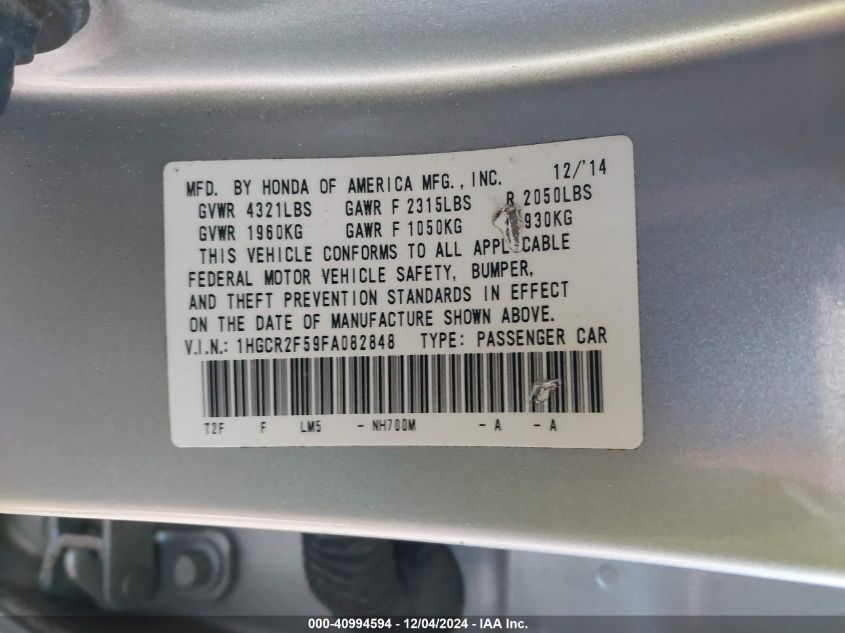 MFD. BY HONDA OF AMERICA MFG., INC. 12/'14
GVWR 4321LBS GAWR F 2315LBS R 2050LBS
GVWR 1960KG GAWR F 1050KG 930KG
THIS VEHICLE CONFORMS TO ALL APPLICABLE
FEDERAL MOTOR VEHICLE SAFETY, BUMPER,
AND THEFT PREVENTION STANDARDS IN EFFECT
ON THE DATE OF MANUFACTURE SHOWN ABOVE.
V.I.N.: 1HGCR2F59FA082848 TYPE: PASSENGER CAR
T2F F LM5 - NH700M - A - A
000-40994594 - 12/04/2024 - IAA Inc.